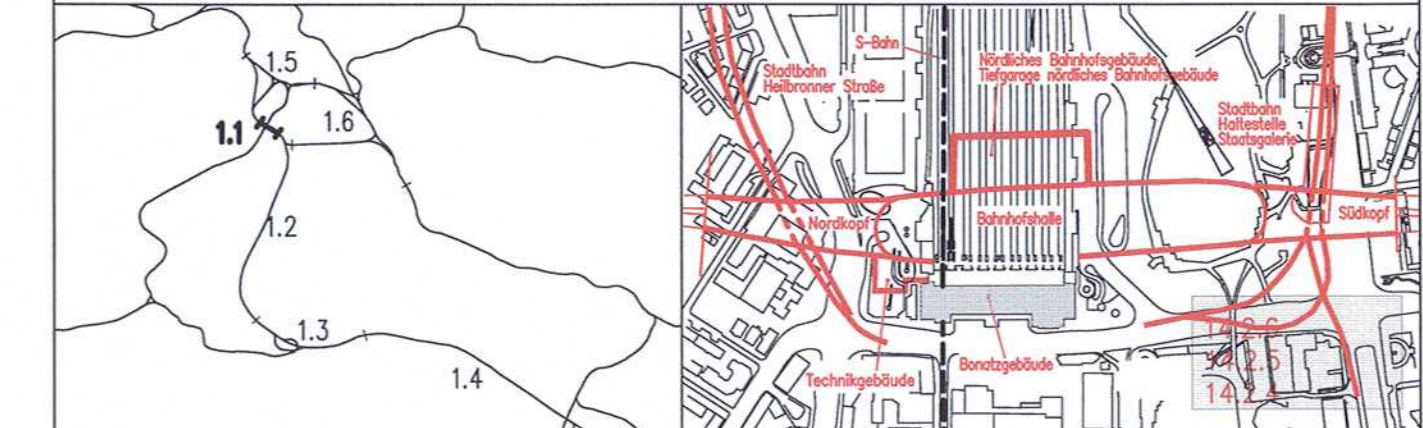 1.5
1.1
1.6
1.2
1.3
1.4
S-Bahn
Stadtbahn
Heilbronner Straße
Nördliches Bahnhofsgebäude,
Tiefgarage nördliches Bahnhofsgebäude
Stadtbahn
Haltestelle
Staatsgalerie
Nordkopf
Bahnhofshalle
Südkopf
Technikgebäude
Bonatzgebäude
14.2.6
14.2.5
14.2.4